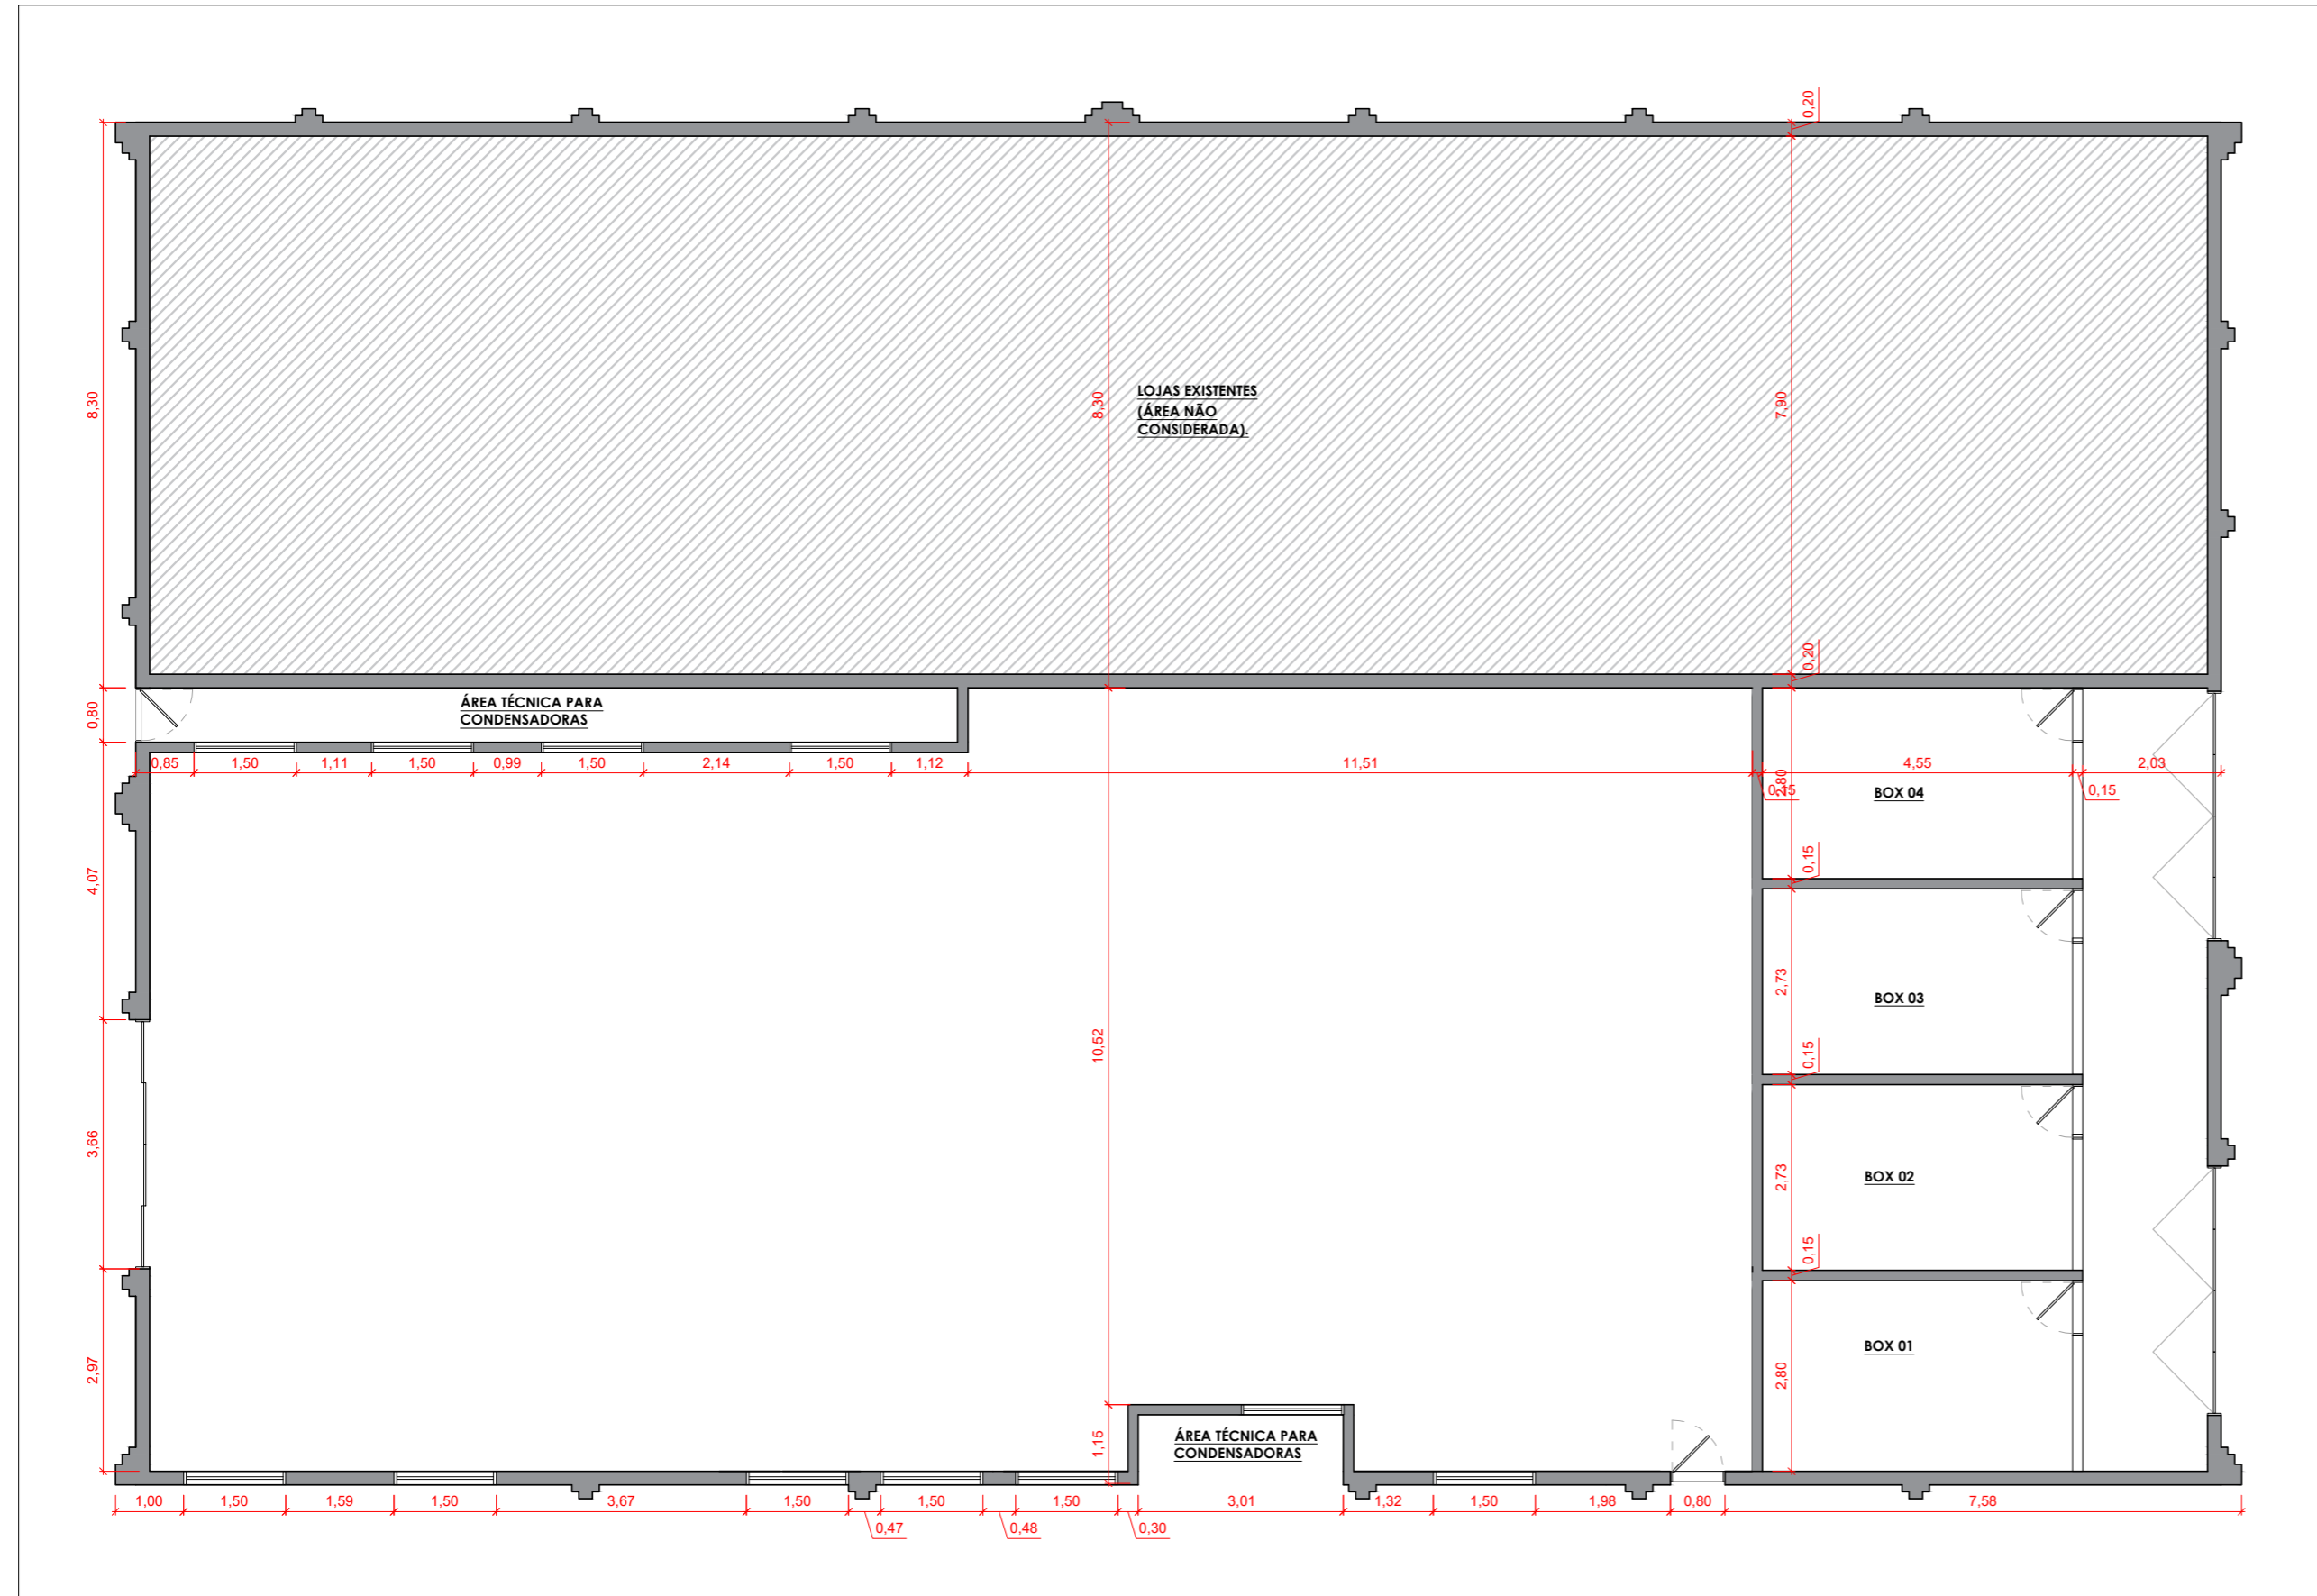 0,20
8,30
8,30
LOJAS EXISTENTES
(ÁREA NÃO
CONSIDERADA).
7,90
0,20
0,80
ÁREA TÉCNICA PARA
CONDENSADORAS
0,85 1,50 1,11 1,50 0,99 1,50 2,14 1,50 1,12 11,51 4,55 2,03
2,80
0,15 0,15
BOX 04
0,15
4,07
2,73
BOX 03
10,52
0,15
3,66
2,73
BOX 02
0,15
2,97
2,80
BOX 01
1,15
ÁREA TÉCNICA PARA
CONDENSADORAS
1,00 1,50 1,59 1,50 3,67 1,50 1,50 1,50 3,01 1,32 1,50 1,98 0,80 7,58
0,47 0,48 0,30